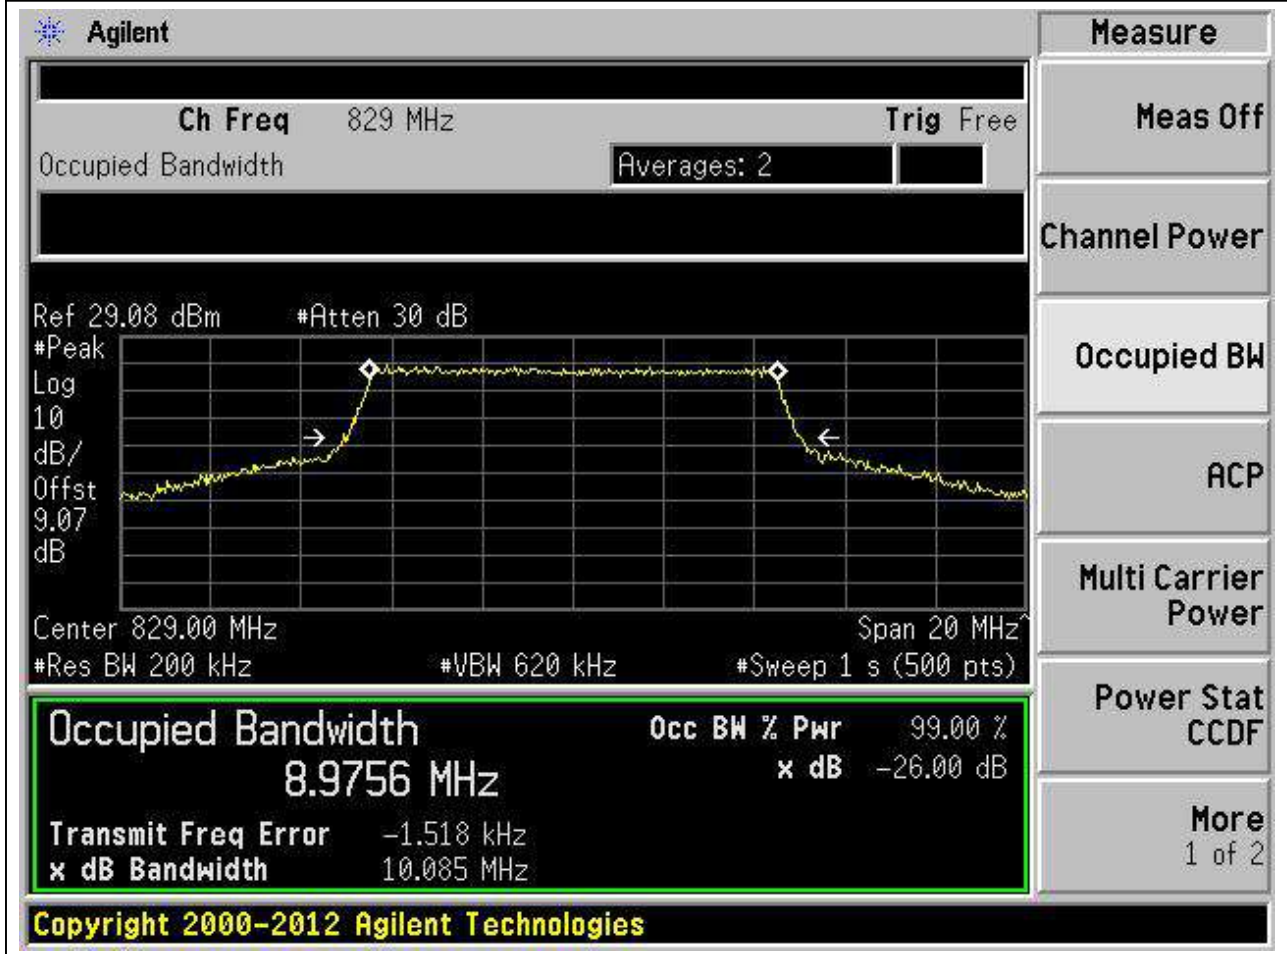 Agilent
Measure
Ch Freq 829 MHz Trig Free
Meas Off
Occupied Bandwidth
Averages: 2
Channel Power
Ref 29.08 dBm #Atten 30 dB
#Peak
Log
10
dB/
Offst
9.07
dB
Occupied BW
ACP
Center 829.00 MHz Span 20 MHz^
#Res BW 200 kHz #VBW 620 kHz #Sweep 1 s (500 pts)
Multi Carrier
Power
Occupied Bandwidth
8.9756 MHz
Occ BW % Pwr 99.00 %
x dB -26.00 dB
Transmit Freq Error -1.518 kHz
x dB Bandwidth 10.085 MHz
Power Stat
CCDF
More
1 of 2
Copyright 2000-2012 Agilent Technologies